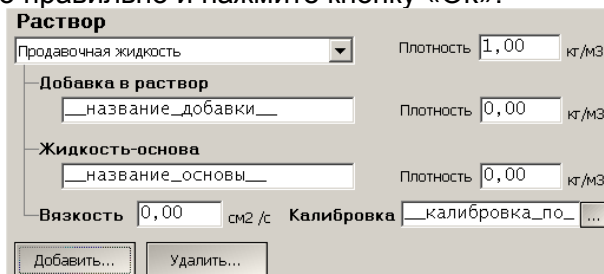 правильно и нажмите кнопку «Ок».
Раствор
Продавочная жидкость Плотность 1,00 кг/м3
Добавка в раствор
__название_добавки__ Плотность 0,00 кг/м3
Жидкость-основа
__название_основы__ Плотность 0,00 кг/м3
Вязкость 0,00 см2 /с Калибровка __калибровка_по_ ...
Добавить... Удалить...